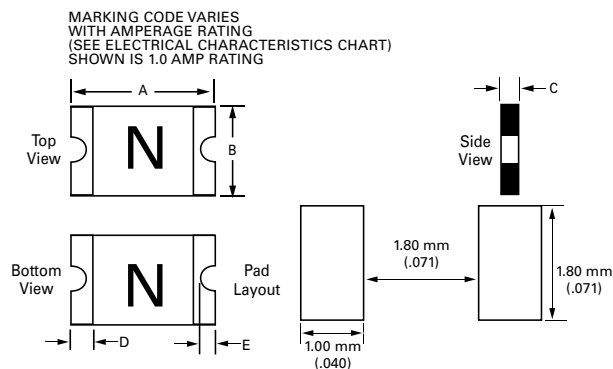 MARKING CODE VARIES
WITH AMPERAGE RATING
(SEE ELECTRICAL CHARACTERISTICS CHART)
SHOWN IS 1.0 AMP RATING
A
C
Top
View
N
B
Side
View
Bottom
View
N
Pad
Layout
1.80 mm
(.071)
1.80 mm
(.071)
D
E
1.00 mm
(.040)